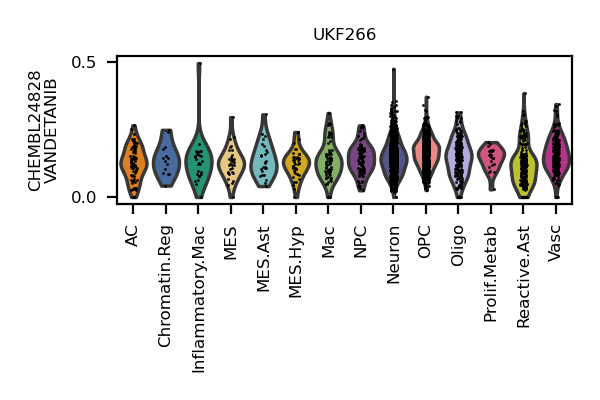 UKF266
CHEMBL24828
VANDETANIB
0.5
0.0
AC
Chromatin.Reg
Inflammatory.Mac
MES
MES.Ast
MES.Hyp
Mac
NPC
Neuron
OPC
Oligo
Prolif.Metab
Reactive.Ast
Vasc